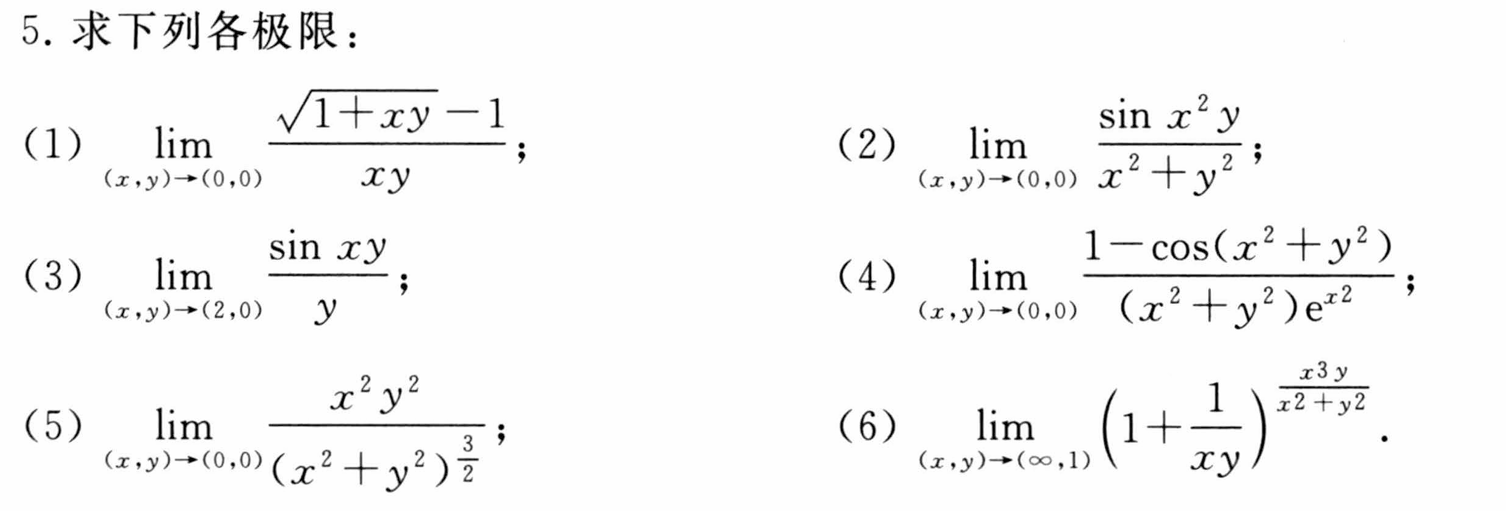 5. 求下列各极限：
(1) $\lim\limits_{(x,y)\to(0,0)} \frac{\sqrt{1+xy}-1}{xy}$; (2) $\lim\limits_{(x,y)\to(0,0)} \frac{\sin x^2 y}{x^2+y^2}$;
(3) $\lim\limits_{(x,y)\to(2,0)} \frac{\sin xy}{y}$; (4) $\lim\limits_{(x,y)\to(0,0)} \frac{1-\cos(x^2+y^2)}{(x^2+y^2)\mathrm{e}^{x2}}$;
(5) $\lim\limits_{(x,y)\to(0,0)} \frac{x^2 y^2}{(x^2+y^2)^{\frac{3}{2}}}$; (6) $\lim\limits_{(x,y)\to(\infty,1)} \left(1+\frac{1}{xy}\right)^{\frac{x3y}{x2+y2}}$.